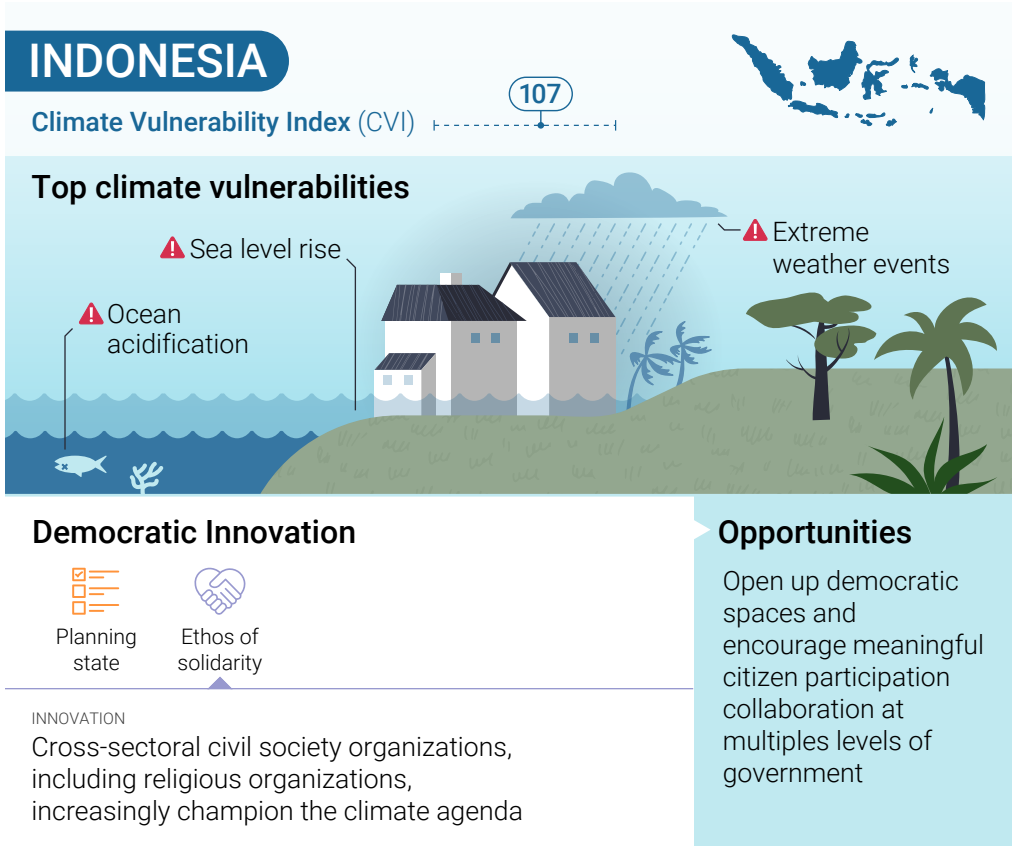 INDONESIA
Climate Vulnerability Index (CVI)
107
Top climate vulnerabilities
Sea level rise
Ocean
acidification
Extreme
weather events
Democratic Innovation
Planning
state
Ethos of
solidarity
INNOVATION
Cross-sectoral civil society organizations,
including religious organizations,
increasingly champion the climate agenda
Opportunities
Open up democratic
spaces and
encourage meaningful
citizen participation
collaboration at
multiples levels of
government